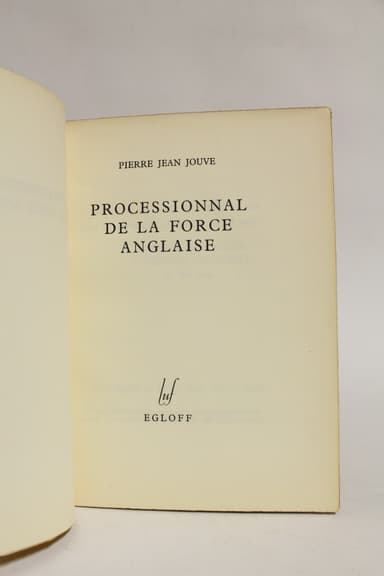 PIERRE JEAN JOUVE
PROCESSIONNAL
DE LA FORCE
ANGLAISE
luf
EGLOFF